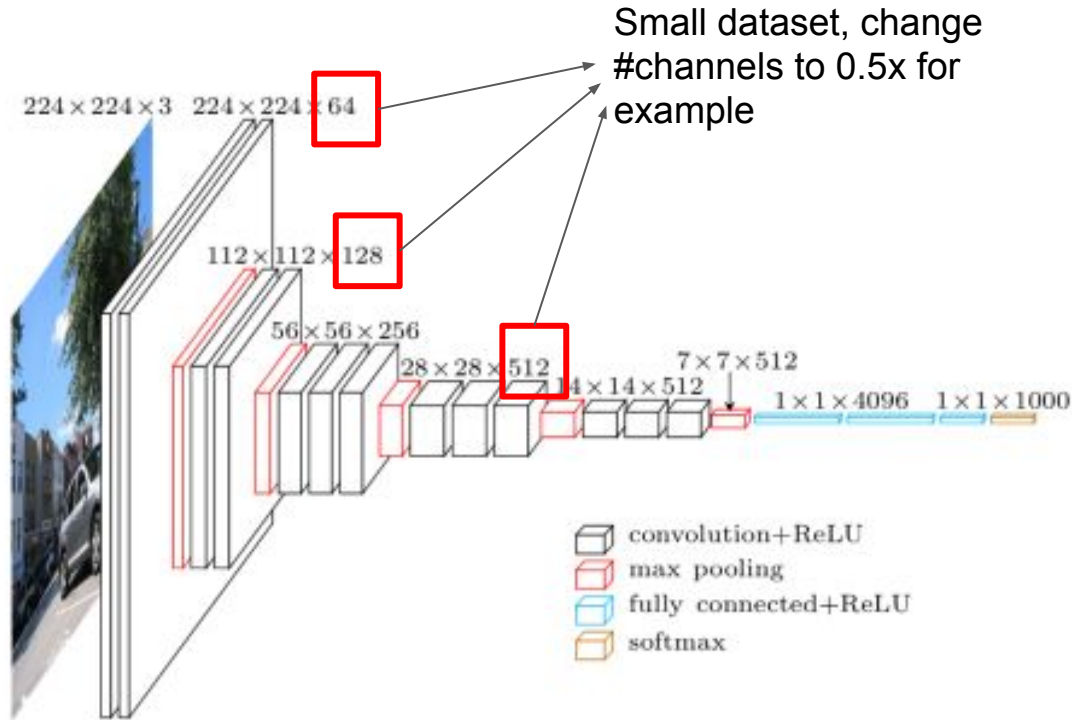 Small dataset, change
#channels to 0.5x for
example
224 × 224 × 3 224 × 224 × 64
112 × 112 × 128
56 × 56 × 256
28 × 28 × 512
14 × 14 × 512
7 × 7 × 512
1 × 1 × 4096 1 × 1 × 1000
convolution+ReLU
max pooling
fully connected+ReLU
softmax